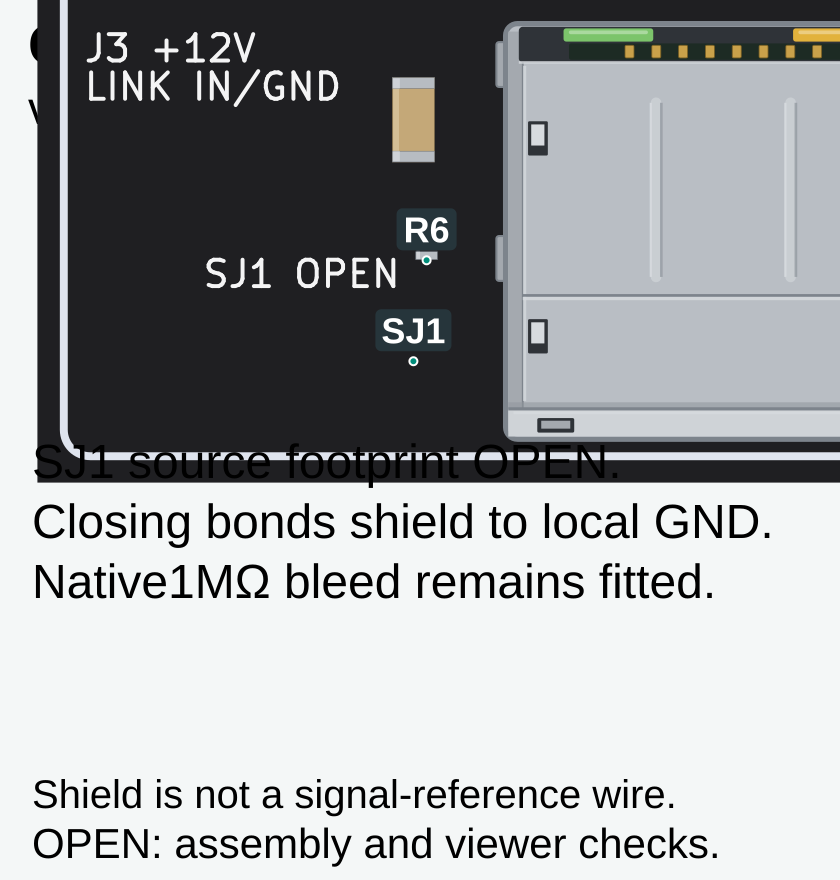 J3 +12V
LINK IN/GND
R6
SJ1 OPEN
SJ1
SJ1 source footprint OPEN.
Closing bonds shield to local GND.
Native1MΩ bleed remains fitted.
Shield is not a signal-reference wire.
OPEN: assembly and viewer checks.